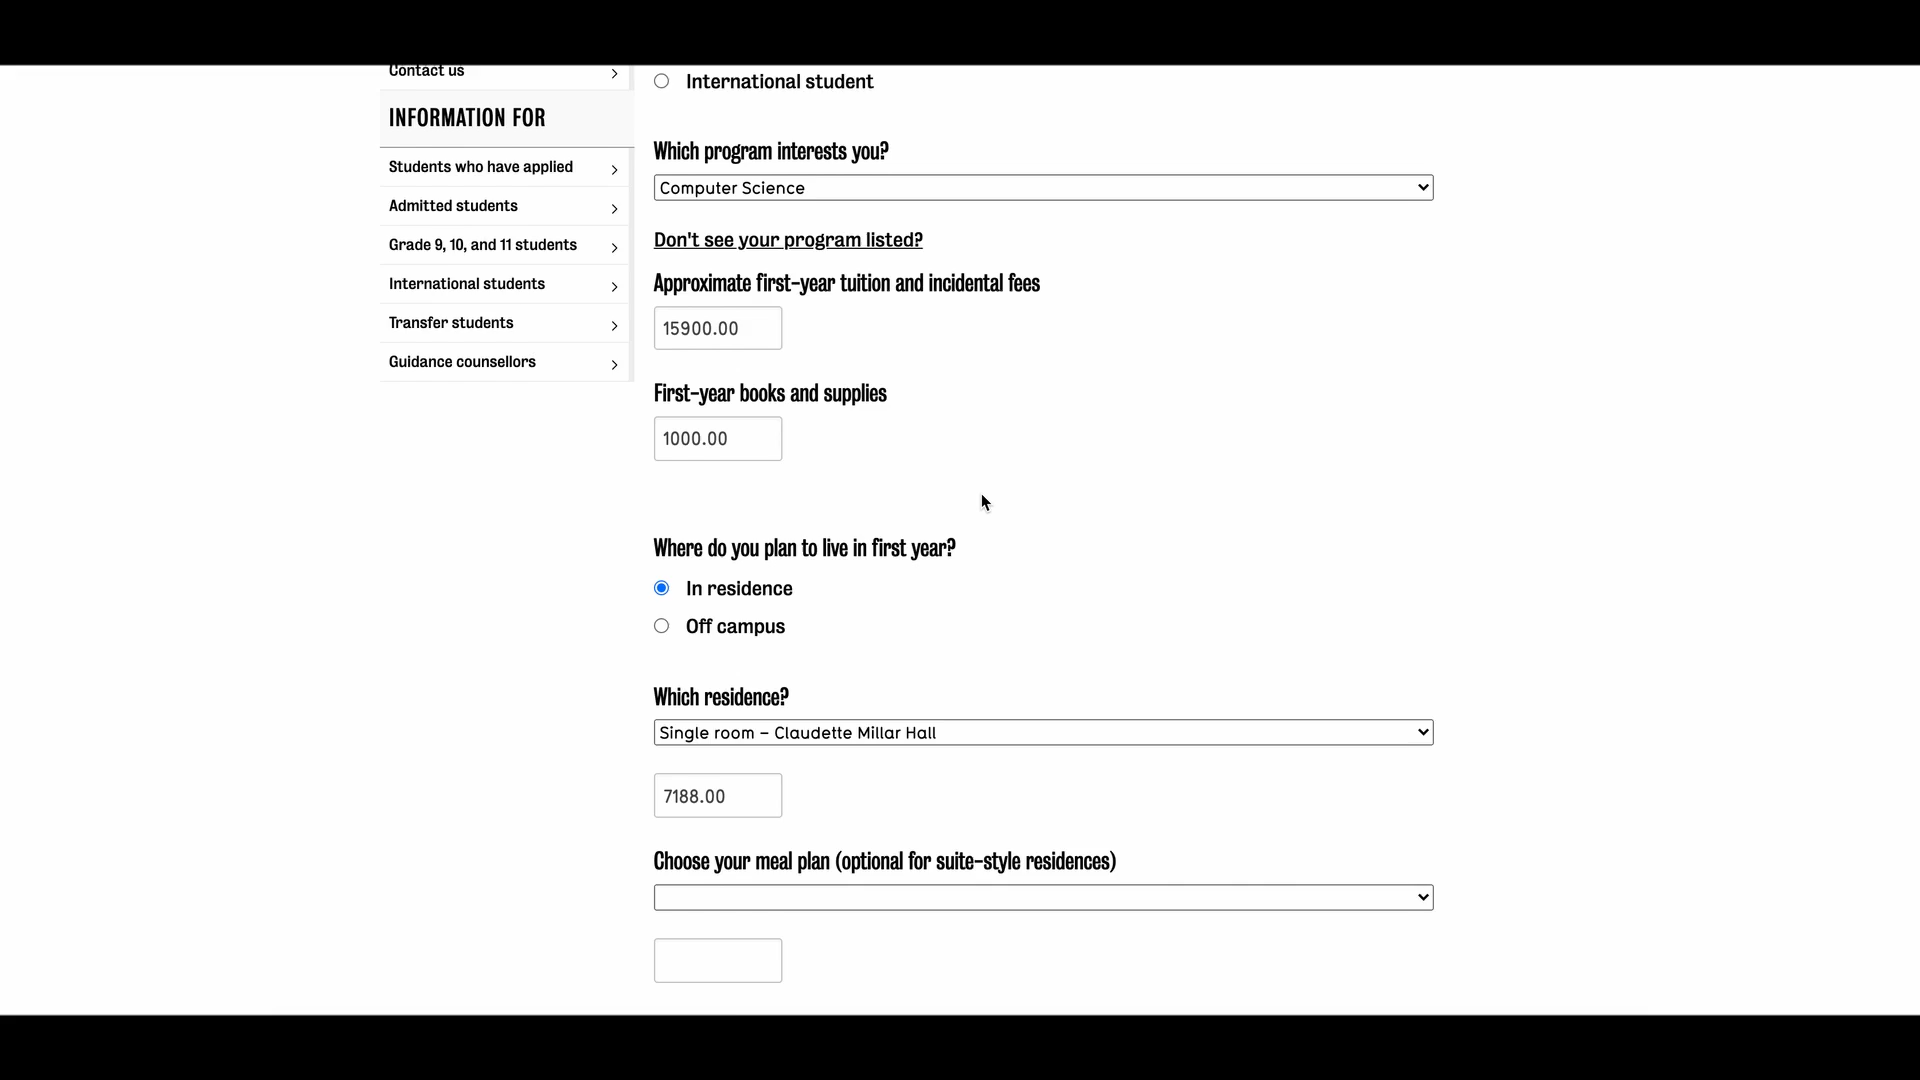 Contact us
INFORMATION FOR
Students who have applied
Admitted students
Grade 9, 10, and 11 students
International students
Transfer students
Guidance counsellors
International student
Which program interests you?
Computer Science
Don't see your program listed?
Approximate first-year tuition and incidental fees
15900.00
First-year books and supplies
1000.00
Where do you plan to live in first year?
In residence
Off campus
Which residence?
Single room – Claudette Millar Hall
7188.00
Choose your meal plan (optional for suite-style residences)